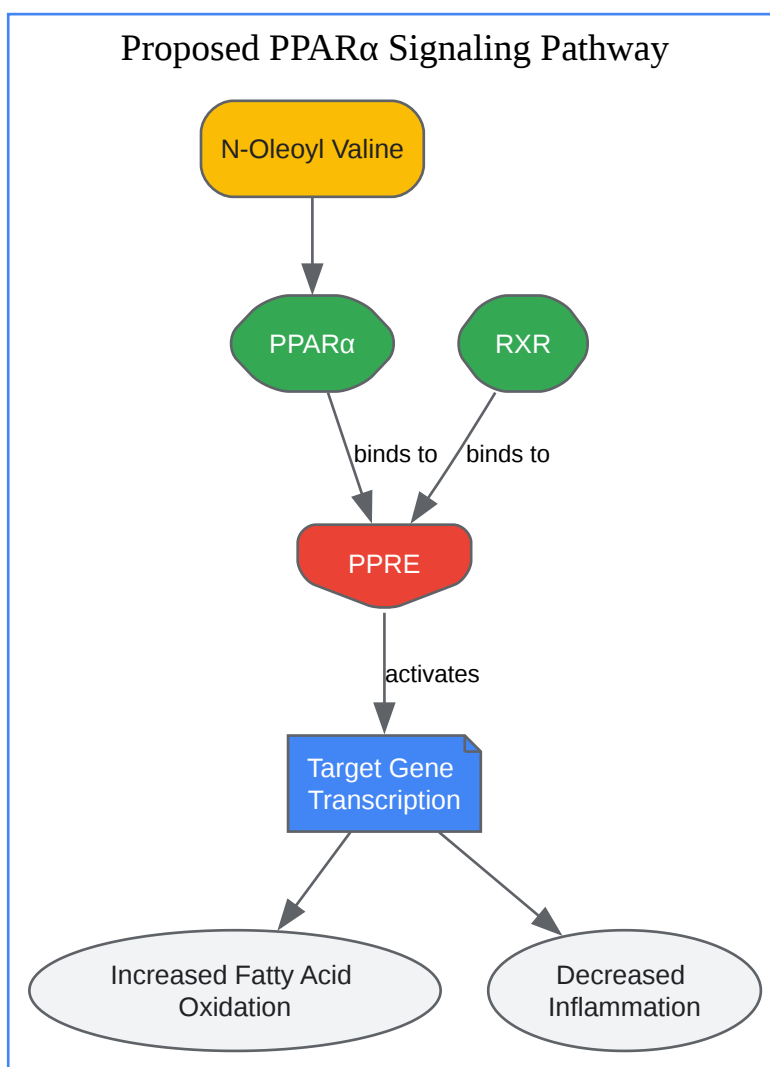 Proposed PPARα Signaling Pathway
N-Oleoyl Valine
PPARα
RXR
binds to
binds to
PPRE
activates
Target Gene
Transcription
Increased Fatty Acid
Oxidation
Decreased
Inflammation